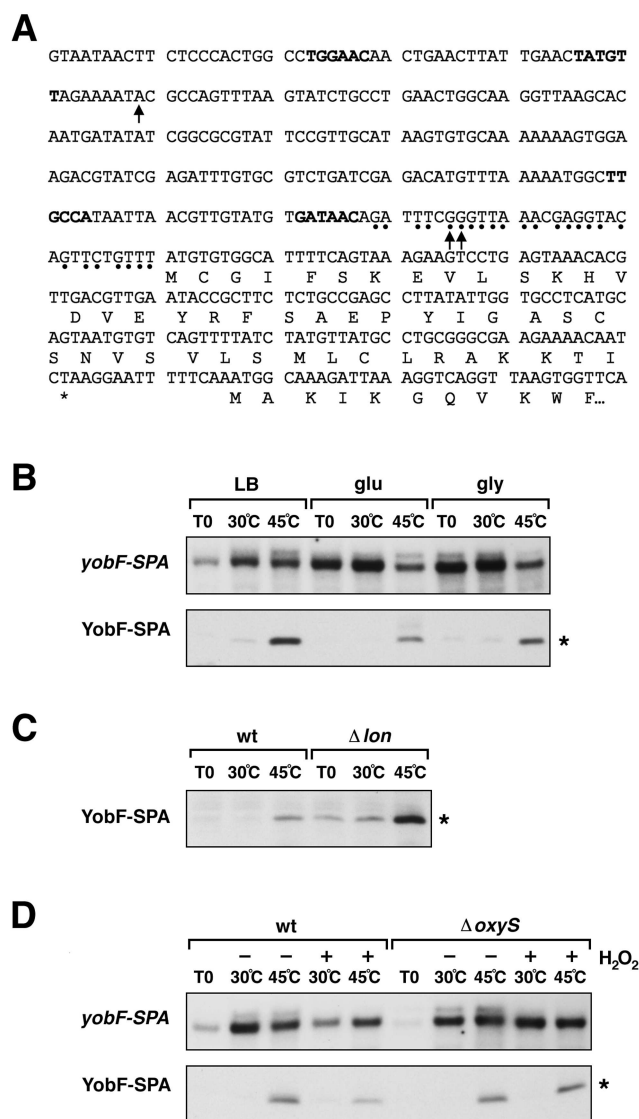 A
GTAATAACTT CTCCCACTGG CCTGGAACAA CTGAACTTAT TGAACTATGT
TAGAAAATAC GCCAGTTTAA GTATCTGCCT GAACTGGCAA GGTTAAGCAC
AATGATATAT CGGCGCGTAT TCCGTTGCAT AAGTGTGCAA AAAAAGTGGA
AGACGTATCG AGATTTGTGCG GTCTGATCGA GACATGTTTA AAAATGGCTT
GCCATAATTA ACGTTGTATGT GATAACAGA TTTCGGGTTA AACGAGGTAC
AGTTCTGTTT ATGTGTGGCA TTTTCAGTAA AGAAGTCCTG AGTAAACACG
M C G I F S K E V L S K H V
TTGACGTTGA ATACCGCTTC TCTGCCGAGC CTTATATTGG TGCCTCATGC
D V E Y R F S A E P Y I G A S C
AGTAATGTGT CAGTTTTATC TATGTTATGC CTGCGGGCGA AGAAAACAAT
S N V S V L S M L C L R A K K T I
CTAAGGAATT TTTCAAATGG CAAAGATTAA AGGTCAGGTT TAAGTGGTTCA
* M A K I K G Q V K W F…
B
LB glu gly
T0 30°C 45°C T0 30°C 45°C T0 30°C 45°C
yobF-SPA
YobF-SPA *
C
wt Δlon
T0 30°C 45°C T0 30°C 45°C
YobF-SPA *
D
wt ΔoxyS
– – + + – – + + H₂O₂
T0 30°C 45°C 30°C 45°C T0 30°C 45°C 30°C 45°C
yobF-SPA
YobF-SPA *